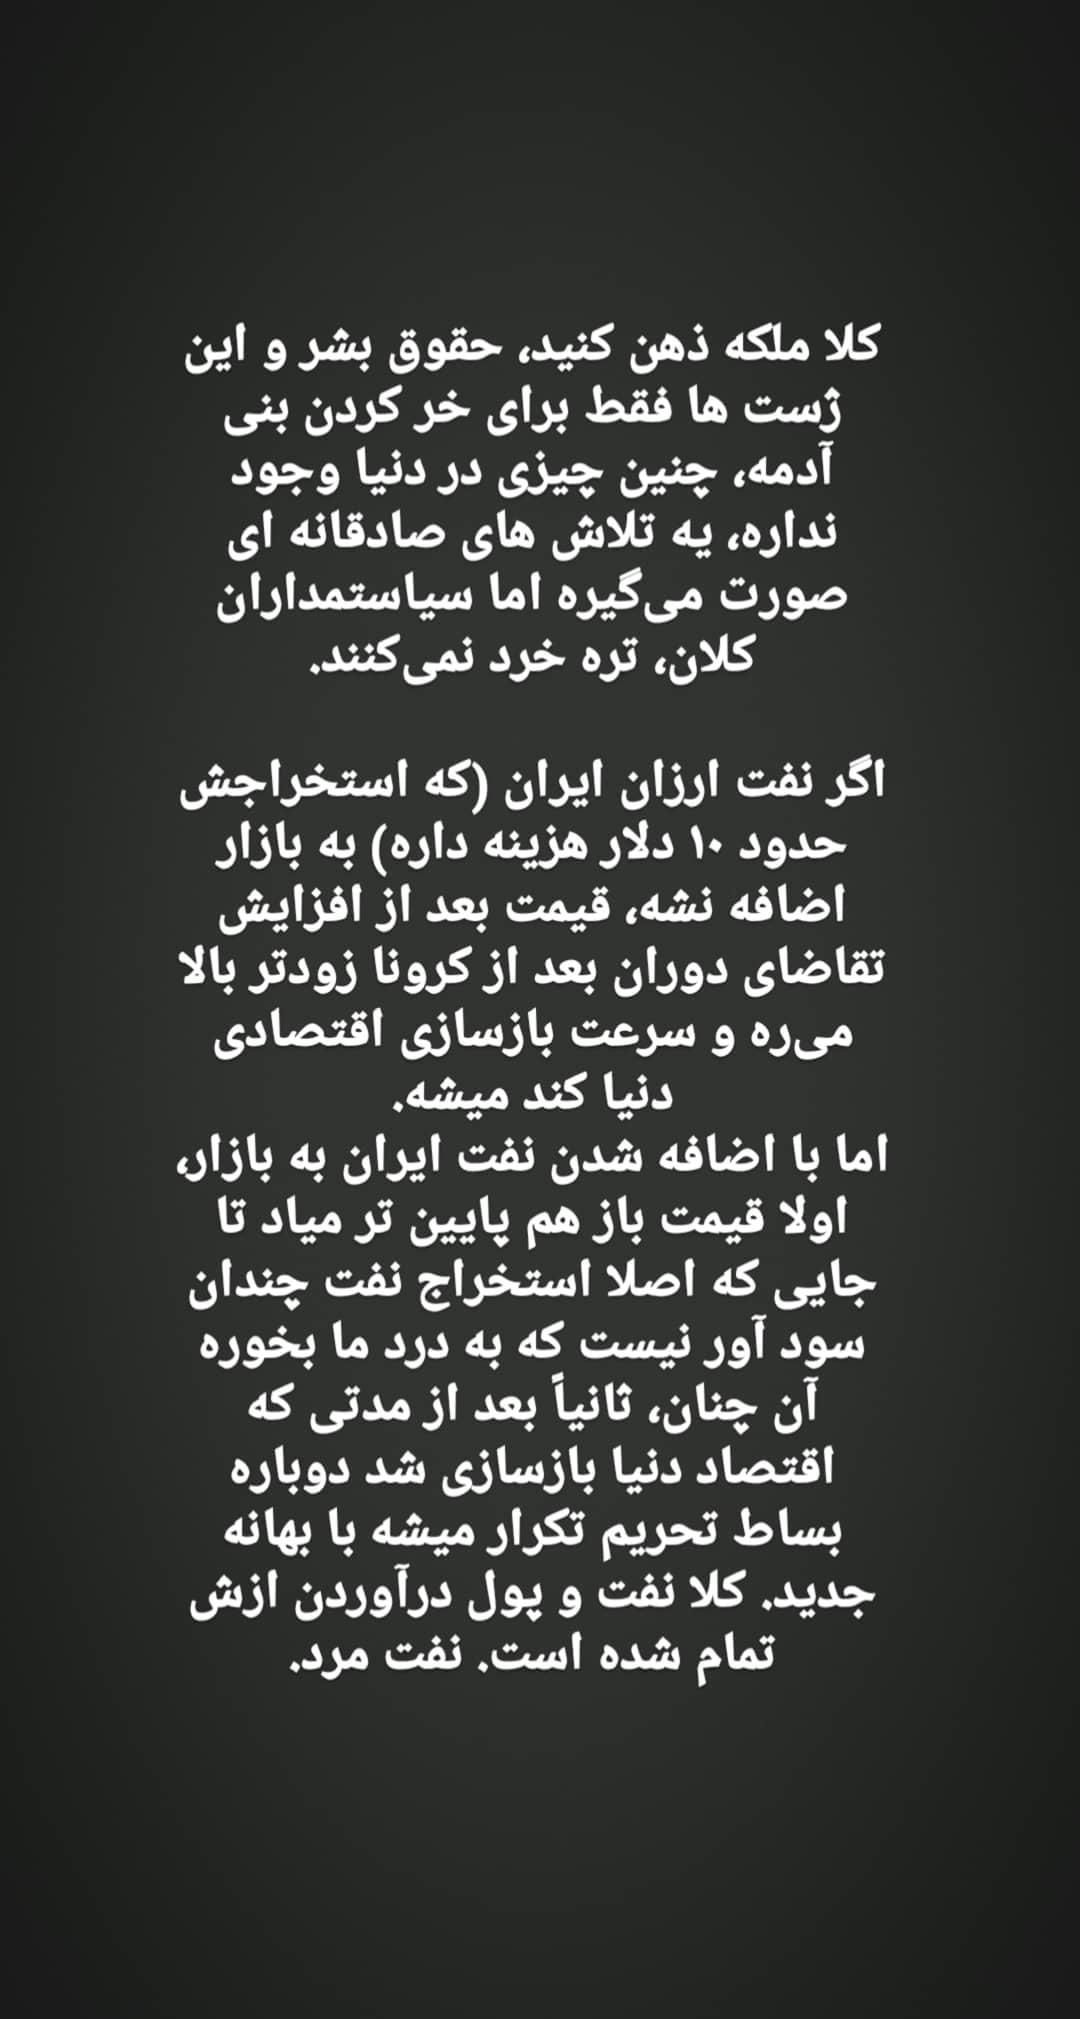 کلا ملکه ذهن کنید، حقوق بشر و این
ژست ها فقط برای خر کردن بنی
آدمه، چنین چیزی در دنیا وجود
نداره، یه تلاش های صادقانه ای
صورت می‌گیره اما سیاستمداران
کلان، تره خرد نمی‌کنند.
اگر نفت ارزان ایران (که استخراجش
حدود ۱۰ دلار هزینه داره) به بازار
اضافه نشه، قیمت بعد از افزایش
تقاضای دوران بعد از کرونا زودتر بالا
می‌ره و سرعت بازسازی اقتصادی
دنیا کند میشه.
اما با اضافه شدن نفت ایران به بازار،
اولا قیمت باز هم پایین تر میاد تا
جایی که اصلا استخراج نفت چندان
سود آور نیست که به درد ما بخوره
آن چنان، ثانیاً بعد از مدتی که
اقتصاد دنیا بازسازی شد دوباره
بساط تحریم تکرار میشه با بهانه
جدید. کلا نفت و پول درآوردن ازش
تمام شده است. نفت مرد.